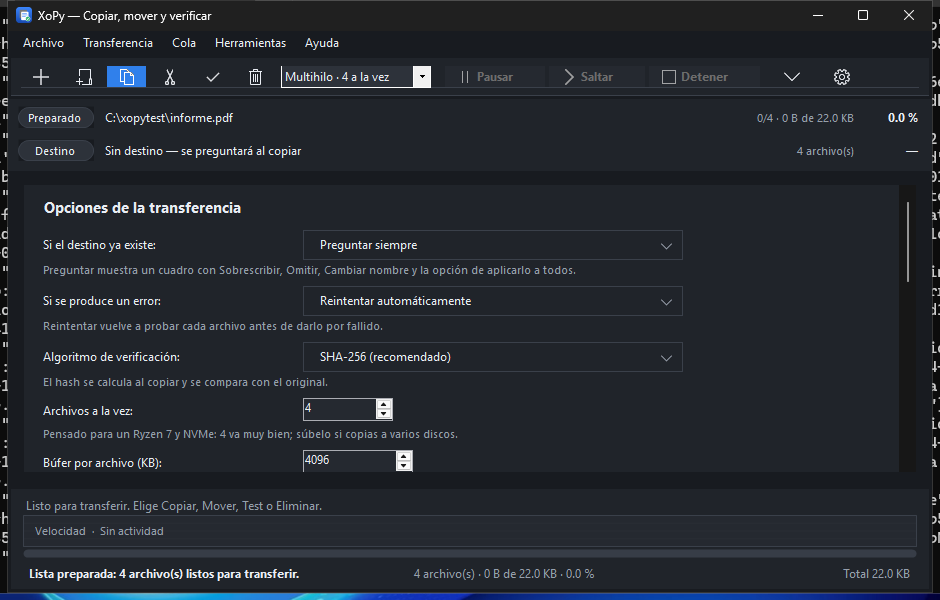 XoPy — Copiar, mover y verificar
Archivo Transferencia Cola Herramientas Ayuda
Multihilo · 4 a la vez Pausar Saltar Detener
Preparado C:\xopytest\informe.pdf 0/4 · 0 B de 22.0 KB 0.0 %
Destino Sin destino — se preguntará al copiar 4 archivo(s) —
Opciones de la transferencia
Si el destino ya existe: Preguntar siempre
Preguntar muestra un cuadro con Sobrescribir, Omitir, Cambiar nombre y la opción de aplicarlo a todos.
Si se produce un error: Reintentar automáticamente
Reintentar vuelve a probar cada archivo antes de darlo por fallido.
Algoritmo de verificación: SHA-256 (recomendado)
El hash se calcula al copiar y se compara con el original.
Archivos a la vez: 4
Pensado para un Ryzen 7 y NVMe: 4 va muy bien; súbelo si copias a varios discos.
Búfer por archivo (KB): 4096
Listo para transferir. Elige Copiar, Mover, Test o Eliminar.
Velocidad · Sin actividad
Lista preparada: 4 archivo(s) listos para transferir. 4 archivo(s) · 0 B de 22.0 KB · 0.0 % Total 22.0 KB